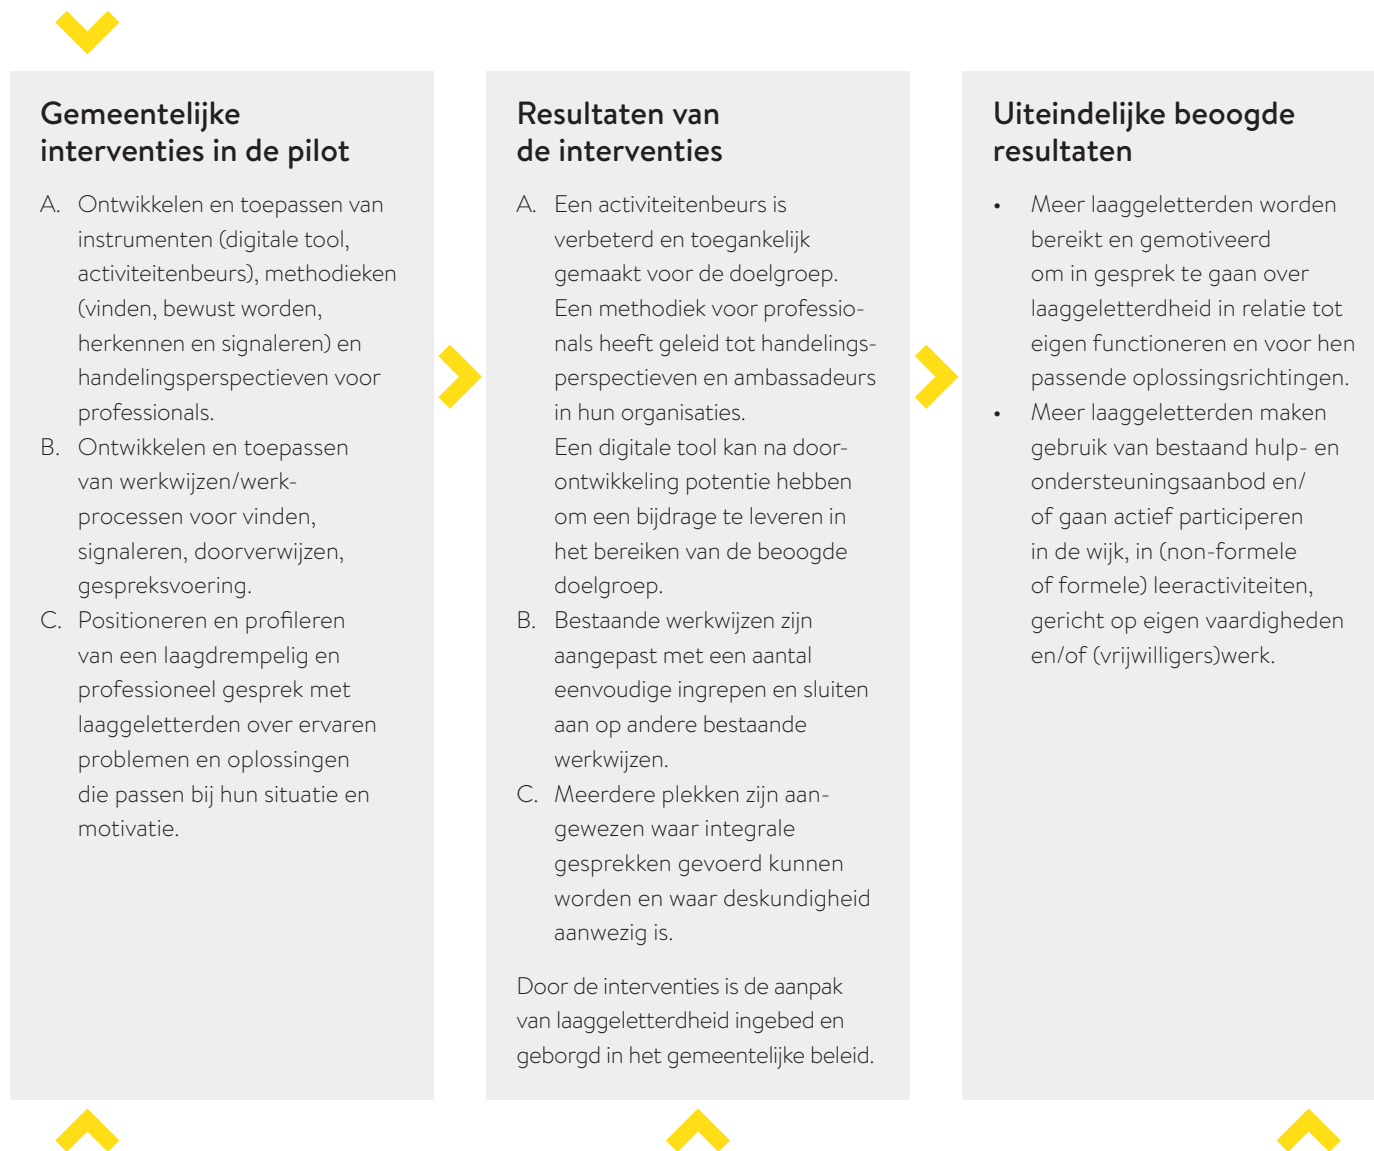 Gemeentelijke
interventies in de pilot
A. Ontwikkelen en toepassen van
instrumenten (digitale tool,
activiteitenbeurs), methodieken
(vinden, bewust worden,
herkennen en signaleren) en
handelingsperspectieven voor
professionals.
B. Ontwikkelen en toepassen
van werkwijzen/werk-
processen voor vinden,
signaleren, doorverwijzen,
gespreksvoering.
C. Positioneren en profileren
van een laagdrempelig en
professioneel gesprek met
laaggeletterden over ervaren
problemen en oplossingen
die passen bij hun situatie en
motivatie.
Resultaten van
de interventies
A. Een activiteitenbeurs is
verbeterd en toegankelijk
gemaakt voor de doelgroep.
Een methodiek voor professio-
nals heeft geleid tot handelings-
perspectieven en ambassadeurs
in hun organisaties.
Een digitale tool kan na door-
ontwikkeling potentie hebben
om een bijdrage te leveren in
het bereiken van de beoogde
doelgroep.
B. Bestaande werkwijzen zijn
aangepast met een aantal
eenvoudige ingrepen en sluiten
aan op andere bestaande
werkwijzen.
C. Meerdere plekken zijn aan-
gewezen waar integrale
gesprekken gevoerd kunnen
worden en waar deskundigheid
aanwezig is.
Door de interventies is de aanpak
van laaggeletterdheid ingebed en
geborgd in het gemeentelijke beleid.
Uiteindelijke beoogde
resultaten
• Meer laaggeletterden worden
bereikt en gemotiveerd
om in gesprek te gaan over
laaggeletterdheid in relatie tot
eigen functioneren en voor hen
passende oplossingsrichtingen.
• Meer laaggeletterden maken
gebruik van bestaand hulp- en
ondersteuningsaanbod en/
of gaan actief participeren
in de wijk, in (non-formele
of formele) leeractiviteiten,
gericht op eigen vaardigheden
en/of (vrijwilligers)werk.